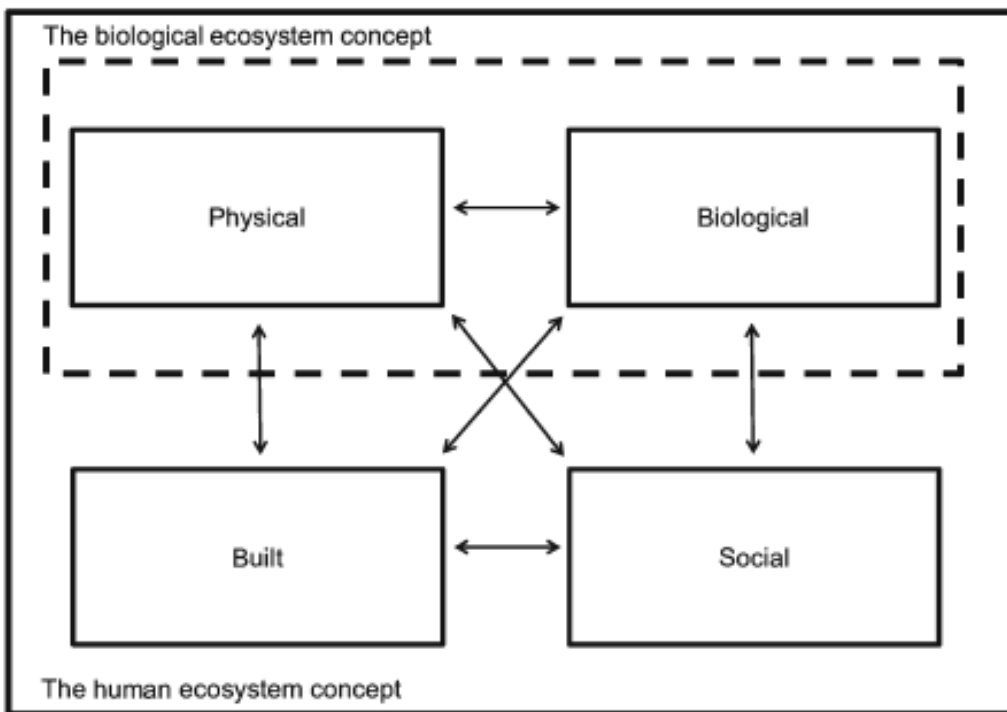 The biological ecosystem concept
Physical
Biological
Built
Social
The human ecosystem concept